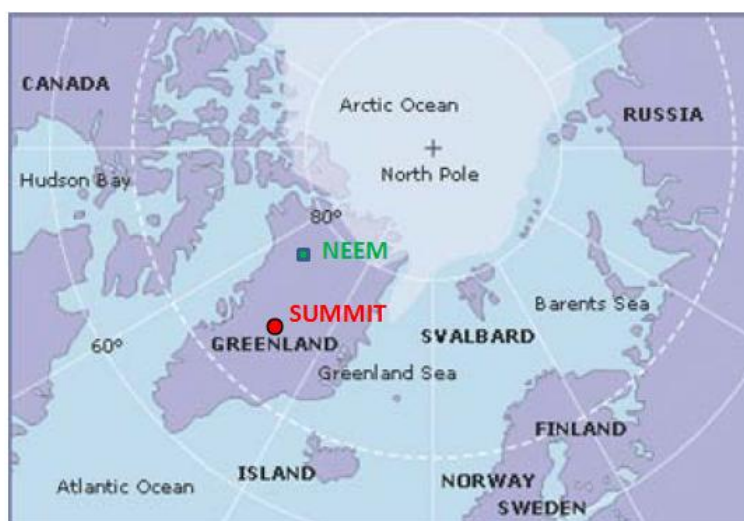 CANADA
Arctic Ocean
RUSSIA
North Pole
Hudson Bay
80°
NEEM
Barents Sea
SUMMIT
SVALBARD
60°
GREENLAND
Greenland Sea
FINLAND
ISLAND
NORWAY
Atlantic Ocean
SWEDEN